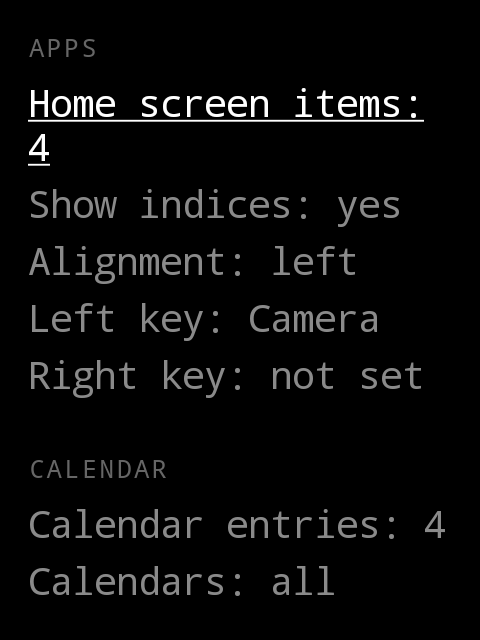 APPS
Home screen items:
4
Show indices: yes
Alignment: left
Left key: Camera
Right key: not set
CALENDAR
Calendar entries: 4
Calendars: all